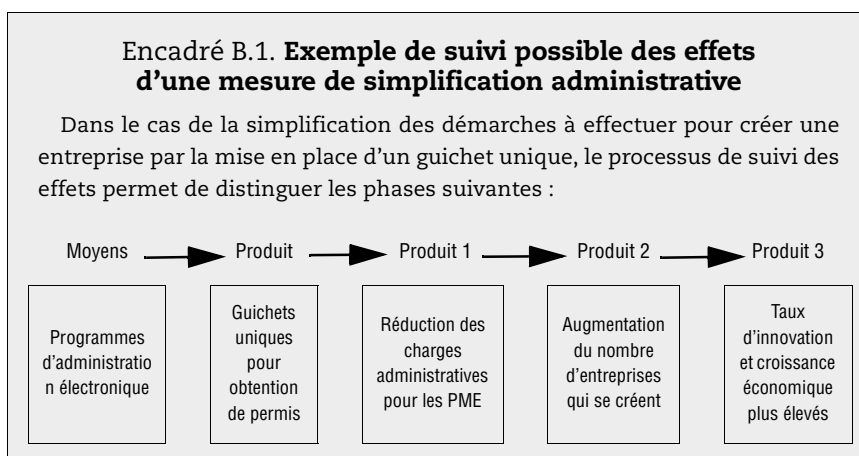 Encadré B.1. Exemple de suivi possible des effets
d'une mesure de simplification administrative
Dans le cas de la simplification des démarches à effectuer pour créer une
entreprise par la mise en place d'un guichet unique, le processus de suivi des
effets permet de distinguer les phases suivantes :
Moyens Produit Produit 1 Produit 2 Produit 3
Programmes
d'administratio
n électronique
Guichets
uniques
pour
obtention
de permis
Réduction des
charges
administratives
pour les PME
Augmentation
du nombre
d'entreprises
qui se créent
Taux
d'innovation
et croissance
économique
plus élevés